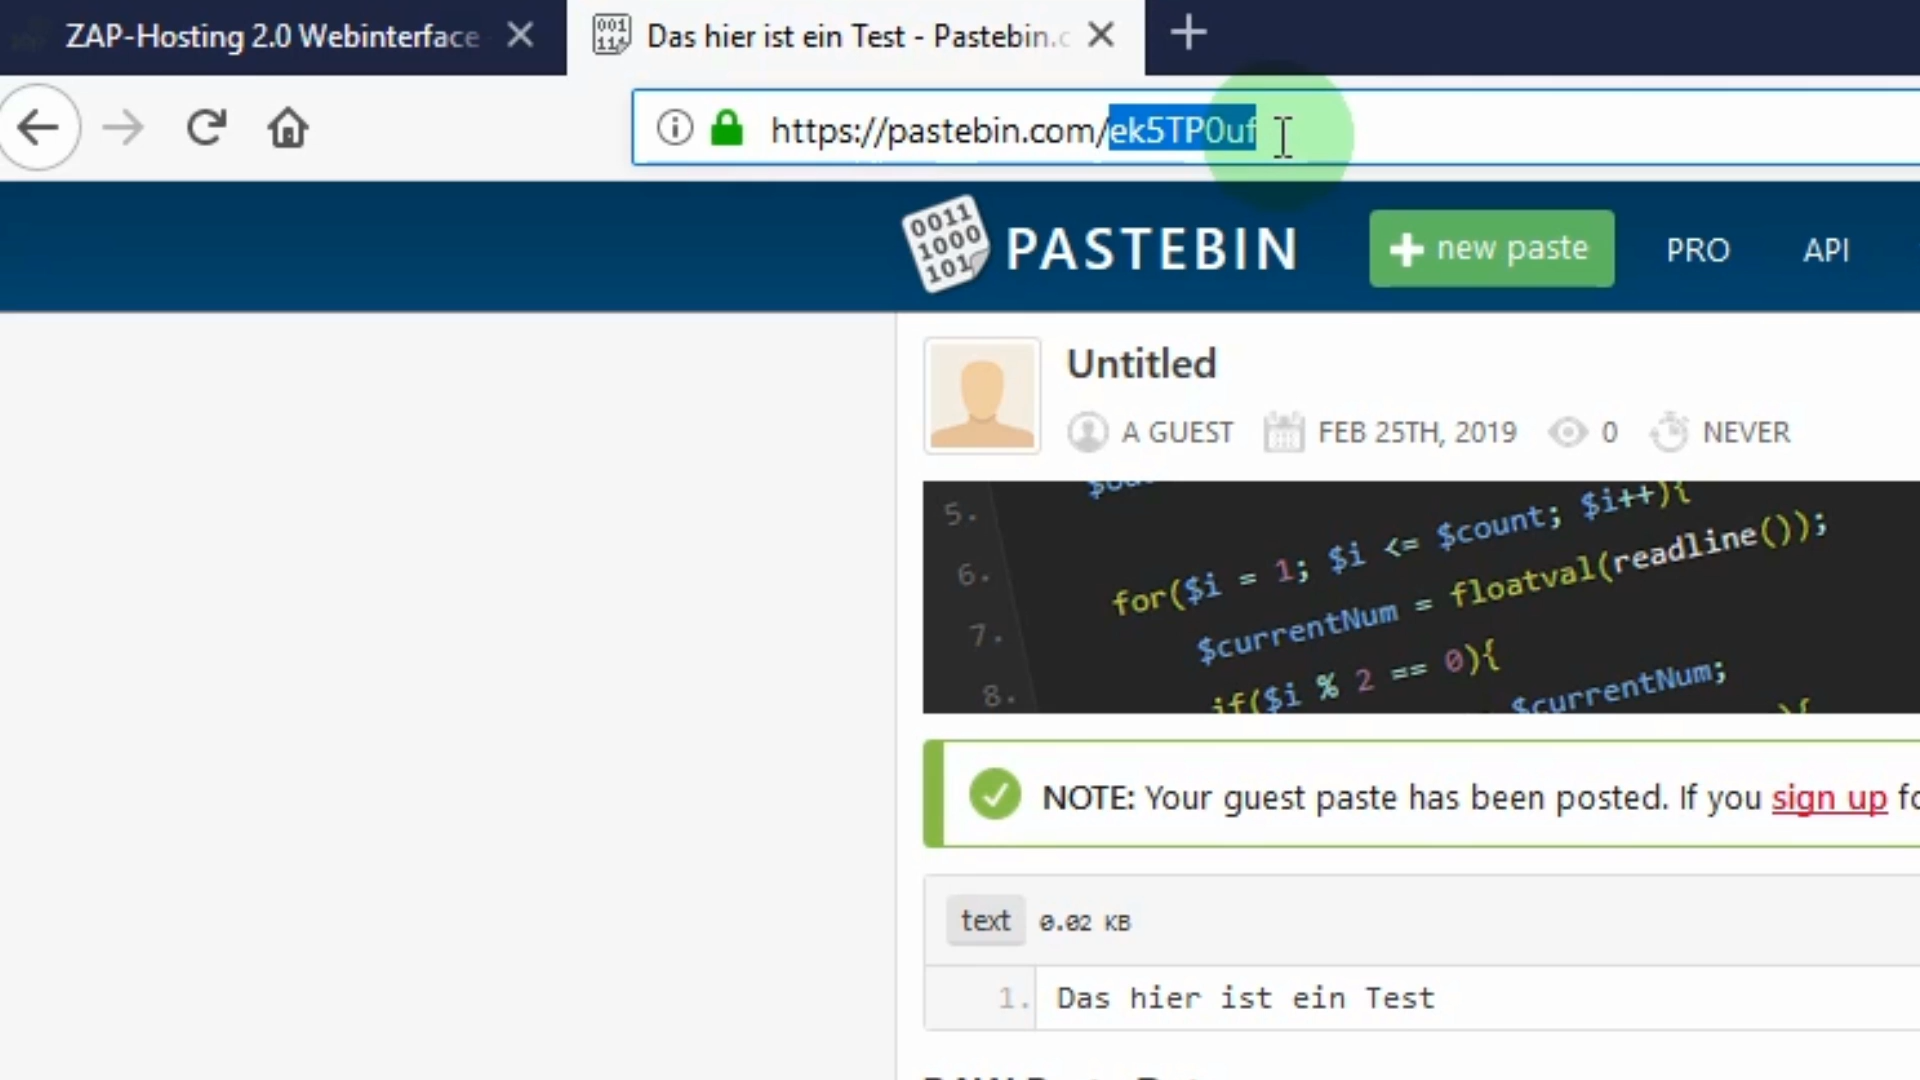 ZAP-Hosting 2.0 Webinterface
Das hier ist ein Test - Pastebin.c
https://pastebin.com/ek5TP0uf
0011
1000
101
PASTEBIN
new paste
PRO
API
Untitled
A GUEST
FEB 25TH, 2019
0
NEVER
5.
6. for($i = 1; $i <= $count; $i++){
7. $currentNum = floatval(readline());
8. if($i % 2 == 0){
$currentNum;
NOTE: Your guest paste has been posted. If you sign up
text 0.02 KB
1. Das hier ist ein Test